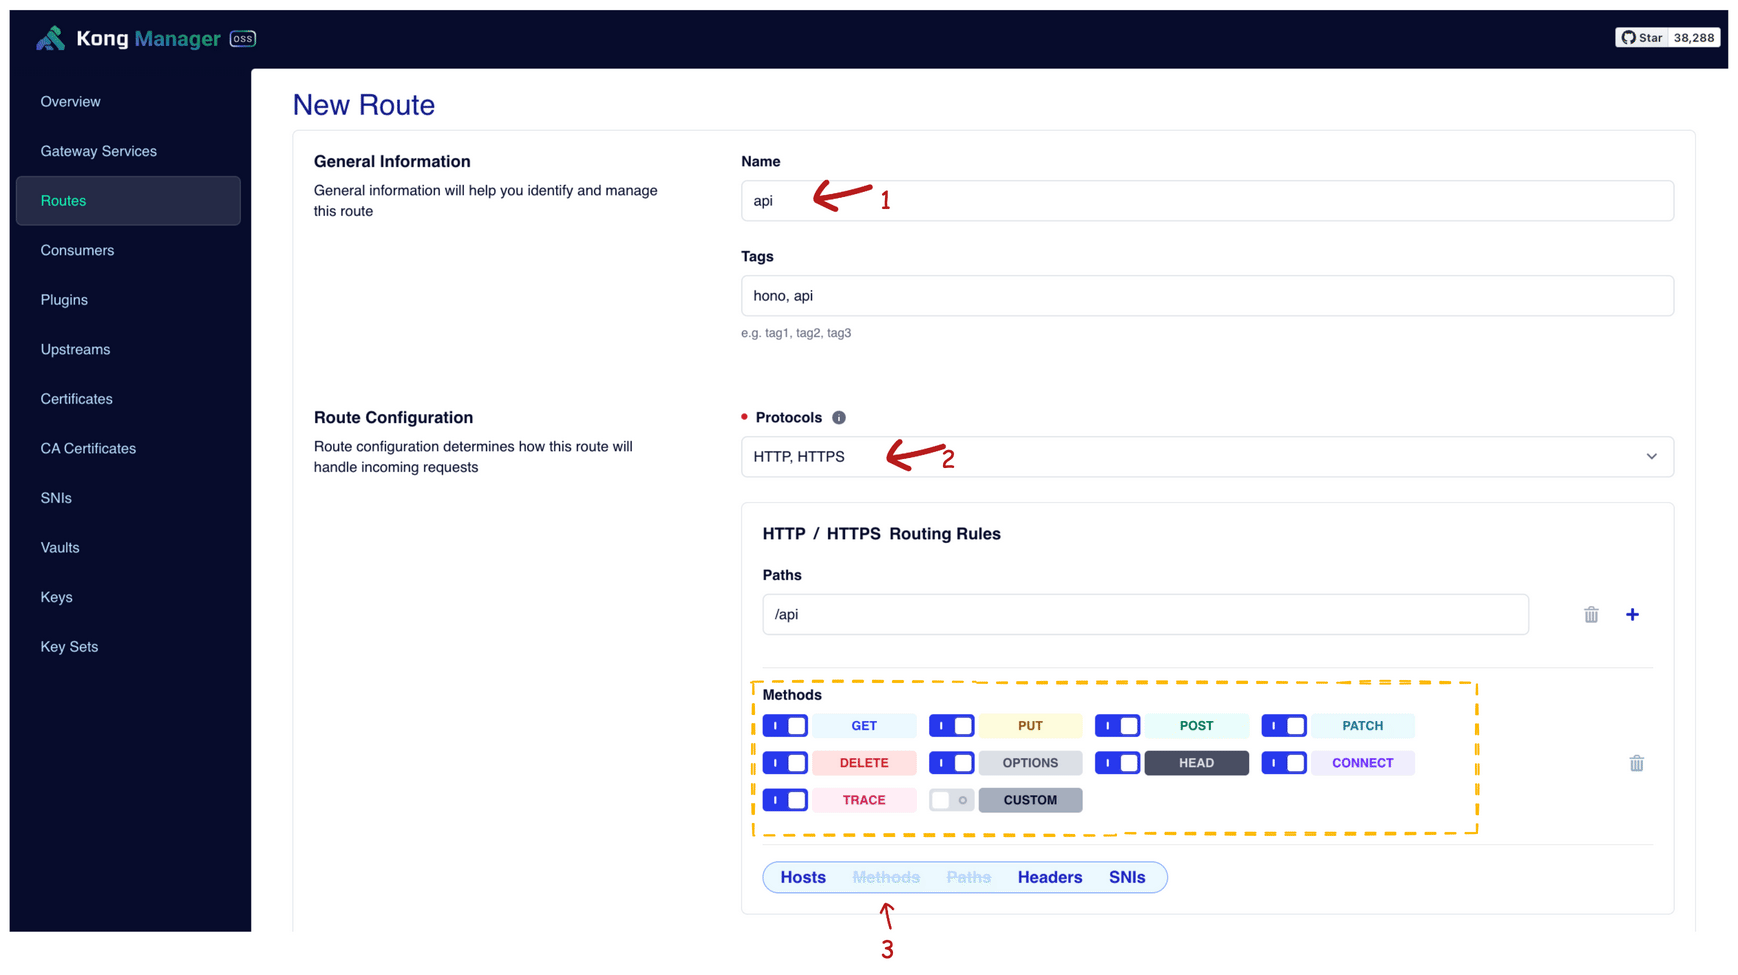 Kong Manager OSS
Star 38,288
Overview
Gateway Services
Routes
Consumers
Plugins
Upstreams
Certificates
CA Certificates
SNIs
Vaults
Keys
Key Sets
New Route
General Information
General information will help you identify and manage
this route
Name
api
1
Tags
hono, api
e.g. tag1, tag2, tag3
Route Configuration
Route configuration determines how this route will
handle incoming requests
Protocols
HTTP, HTTPS
2
HTTP / HTTPS Routing Rules
Paths
/api
Methods
GET PUT POST PATCH
DELETE OPTIONS HEAD CONNECT
TRACE CUSTOM
Hosts Methods Paths Headers SNIs
3